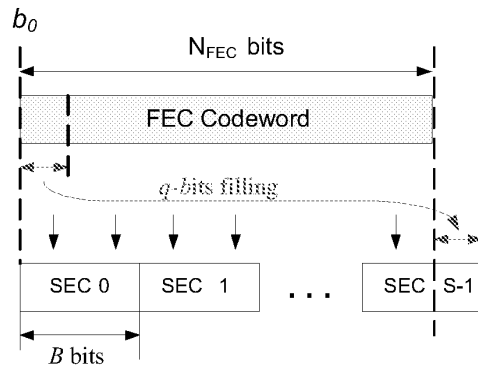 b0
NFEC bits
FEC Codeword
q-bits filling
SEC 0
SEC 1
. . .
SEC S-1
B bits